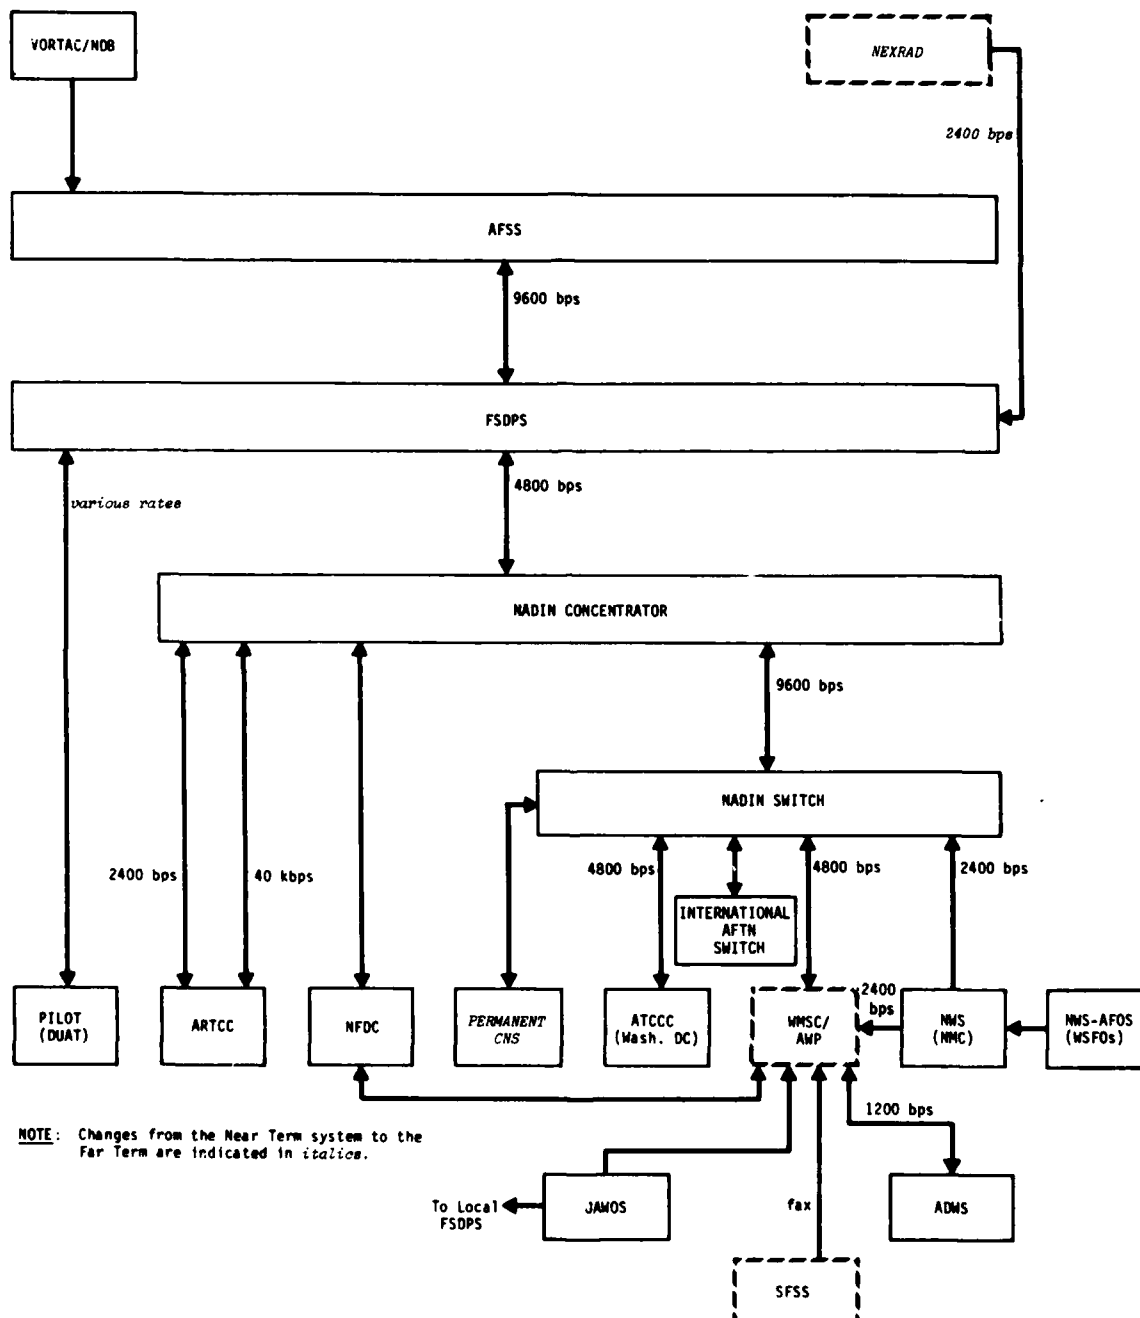 VORTAC/NDB
NEXRAD
2400 bps
AFSS
9600 bps
FSDPS
various rates
4800 bps
NADIN CONCENTRATOR
9600 bps
NADIN SWITCH
2400 bps
40 kbps
4800 bps
4800 bps
2400 bps
INTERNATIONAL
AFTN
SWITCH
2400
bps
PILOT
(DUAT)
ARTCC
NFDC
PERMANENT
CNS
ATCCC
(Wash. DC)
WMSC/
AWP
NWS
(NMC)
NWS-AFOS
(WSFOs)
1200 bps
NOTE: Changes from the Near Term system to the
Far Term are indicated in italics.
To Local
FSDPS
JAWOS
fax
ADWS
SFSS